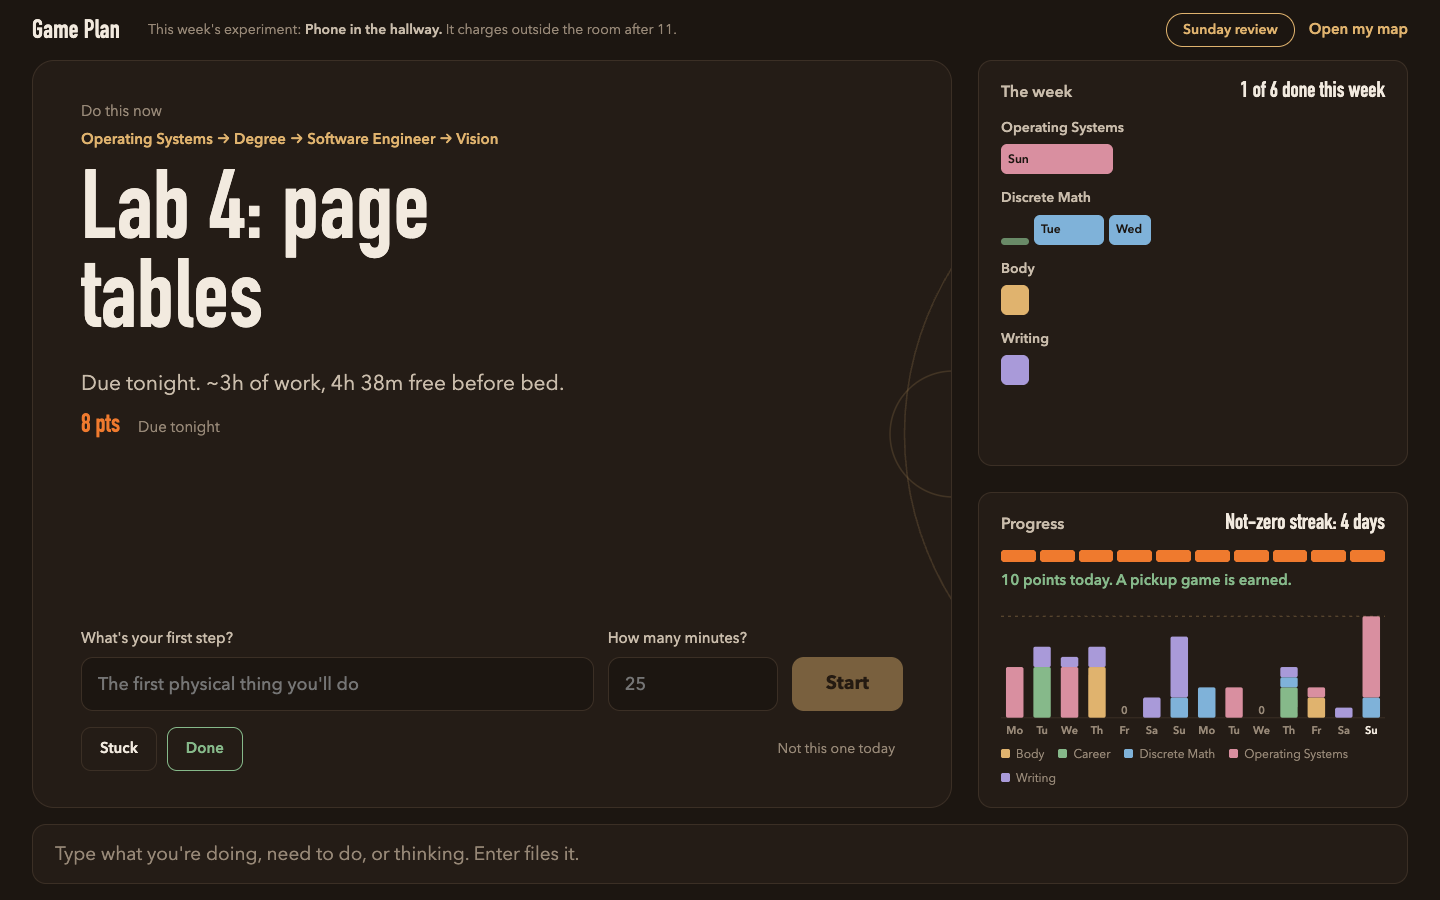 Game Plan
This week's experiment: Phone in the hallway. It charges outside the room after 11.
Sunday review
Open my map
Do this now
Operating Systems → Degree → Software Engineer → Vision
Lab 4: page
tables
Due tonight. ~3h of work, 4h 38m free before bed.
8 pts
Due tonight
What's your first step?
How many minutes?
The first physical thing you'll do
25
Start
Stuck
Done
Not this one today
The week
1 of 6 done this week
Operating Systems
Sun
Discrete Math
Tue
Wed
Body
Writing
Progress
Not-zero streak: 4 days
10 points today. A pickup game is earned.
0
0
Mo Tu We Th Fr Sa Su Mo Tu We Th Fr Sa Su
Body Career Discrete Math Operating Systems
Writing
Type what you're doing, need to do, or thinking. Enter files it.